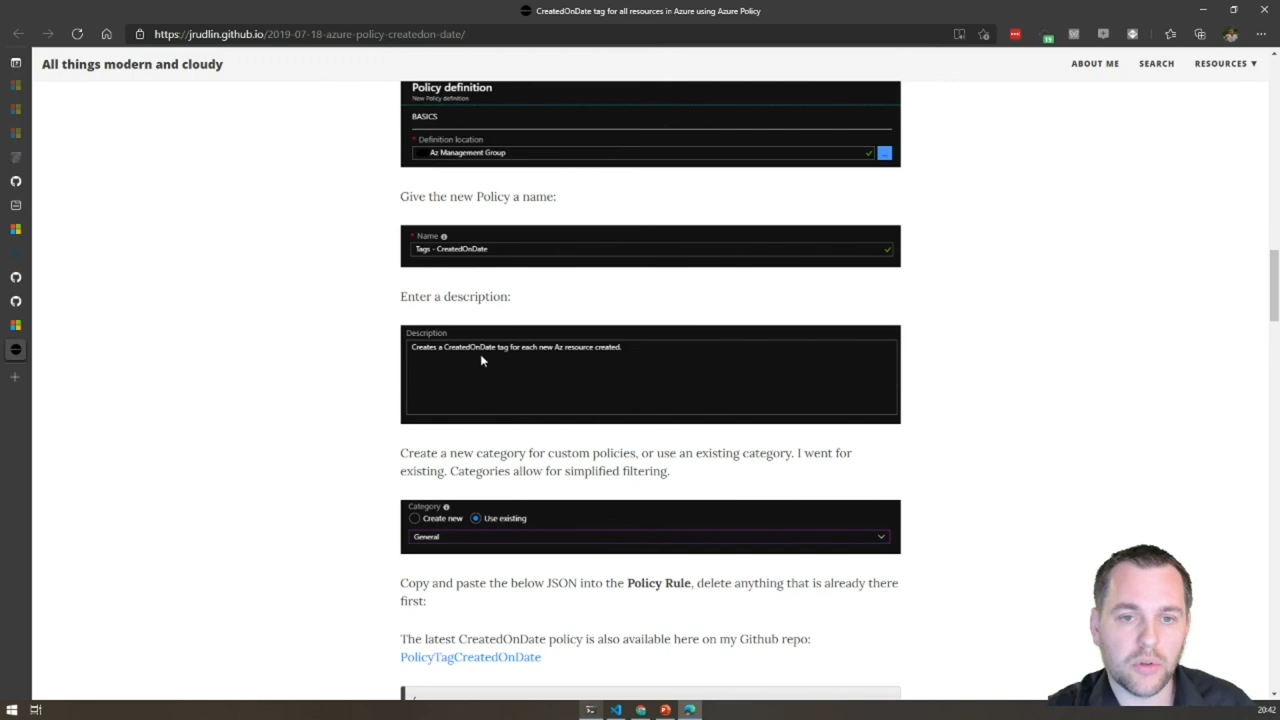 CreatedOnDate tag for all resources in Azure using Azure Policy
https://jrudlin.github.io/2019-07-18-azure-policy-createdon-date/
19
All things modern and cloudy
ABOUT ME
SEARCH
RESOURCES ▼
Policy definition
New Policy definition
BASICS
* Definition location
Az Management Group
...
Give the new Policy a name:
* Name
Tags - CreatedOnDate
Enter a description:
Description
Creates a CreatedOnDate tag for each new Az resource created.
Create a new category for custom policies, or use an existing category. I went for
existing. Categories allow for simplified filtering.
Category
Create new Use existing
General
Copy and paste the below JSON into the Policy Rule, delete anything that is already there
first:
The latest CreatedOnDate policy is also available here on my Github repo:
PolicyTagCreatedOnDate
20:42